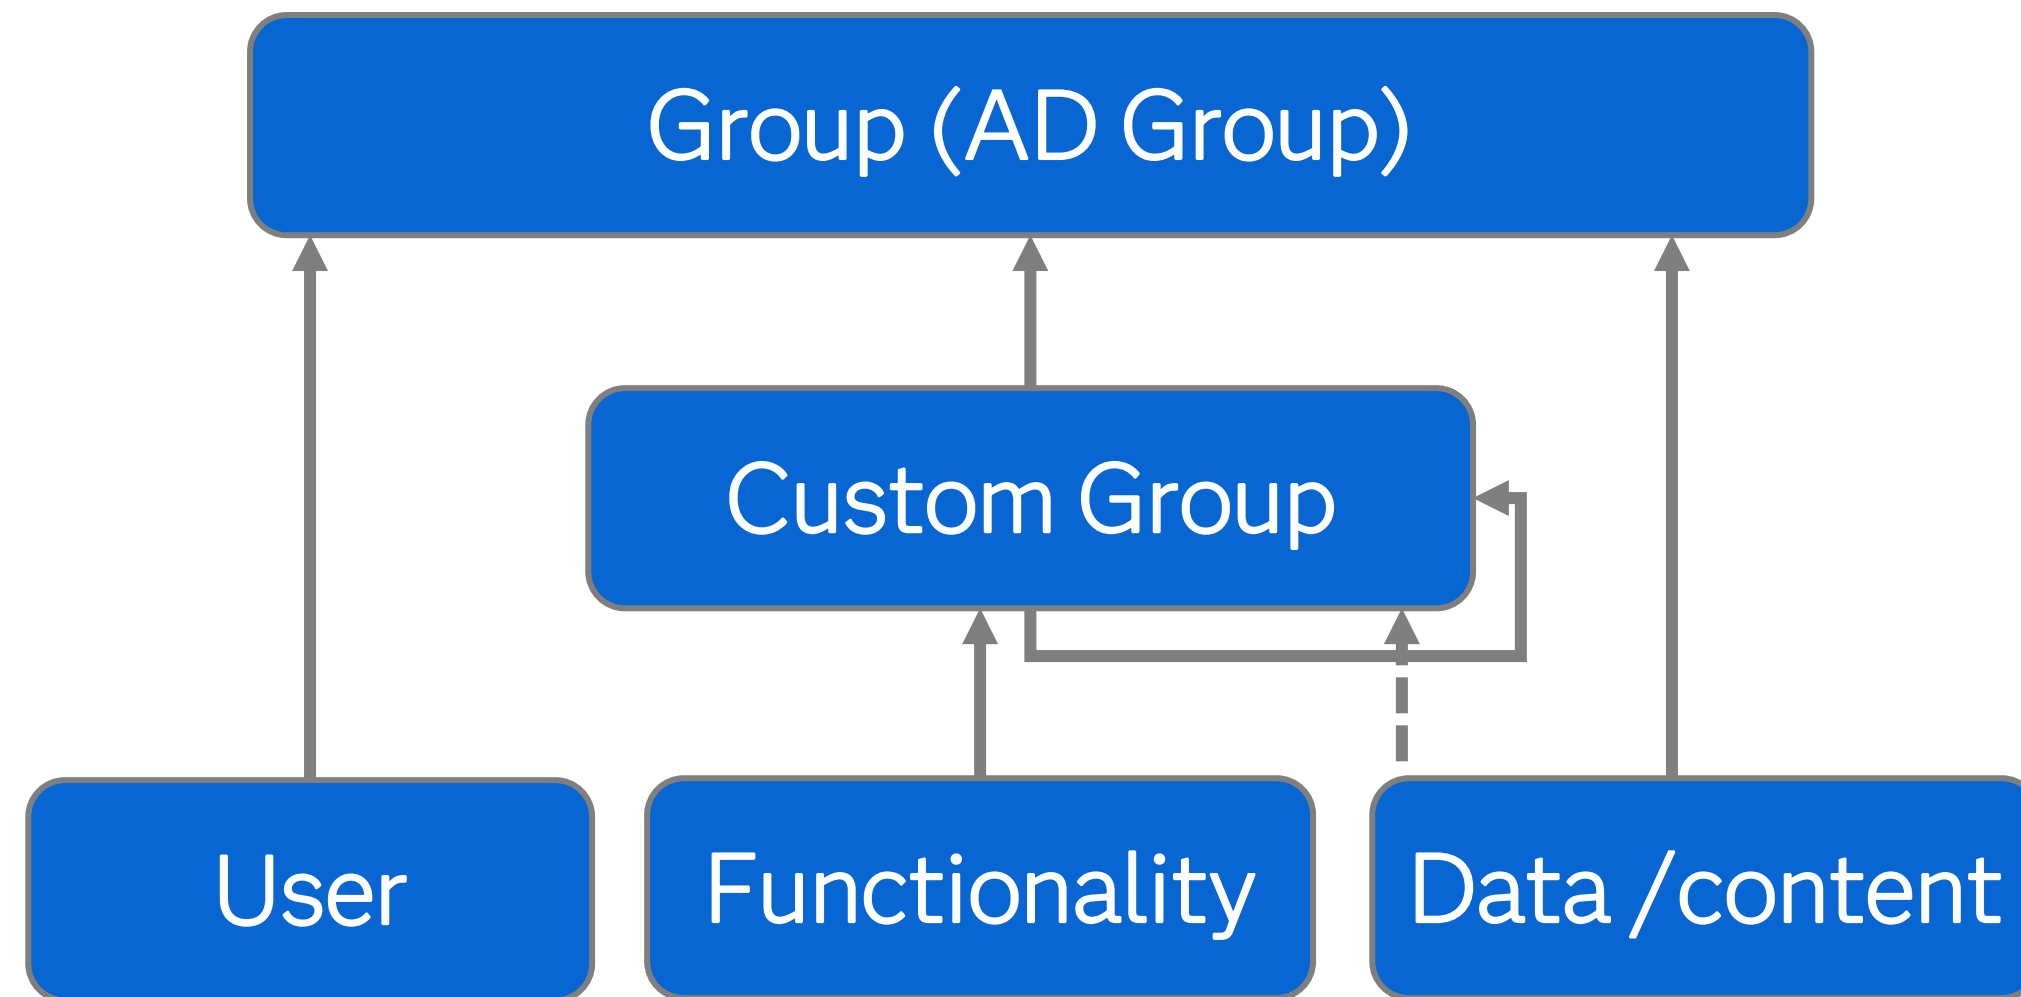 Group (AD Group)
Custom Group
User
Functionality
Data /content